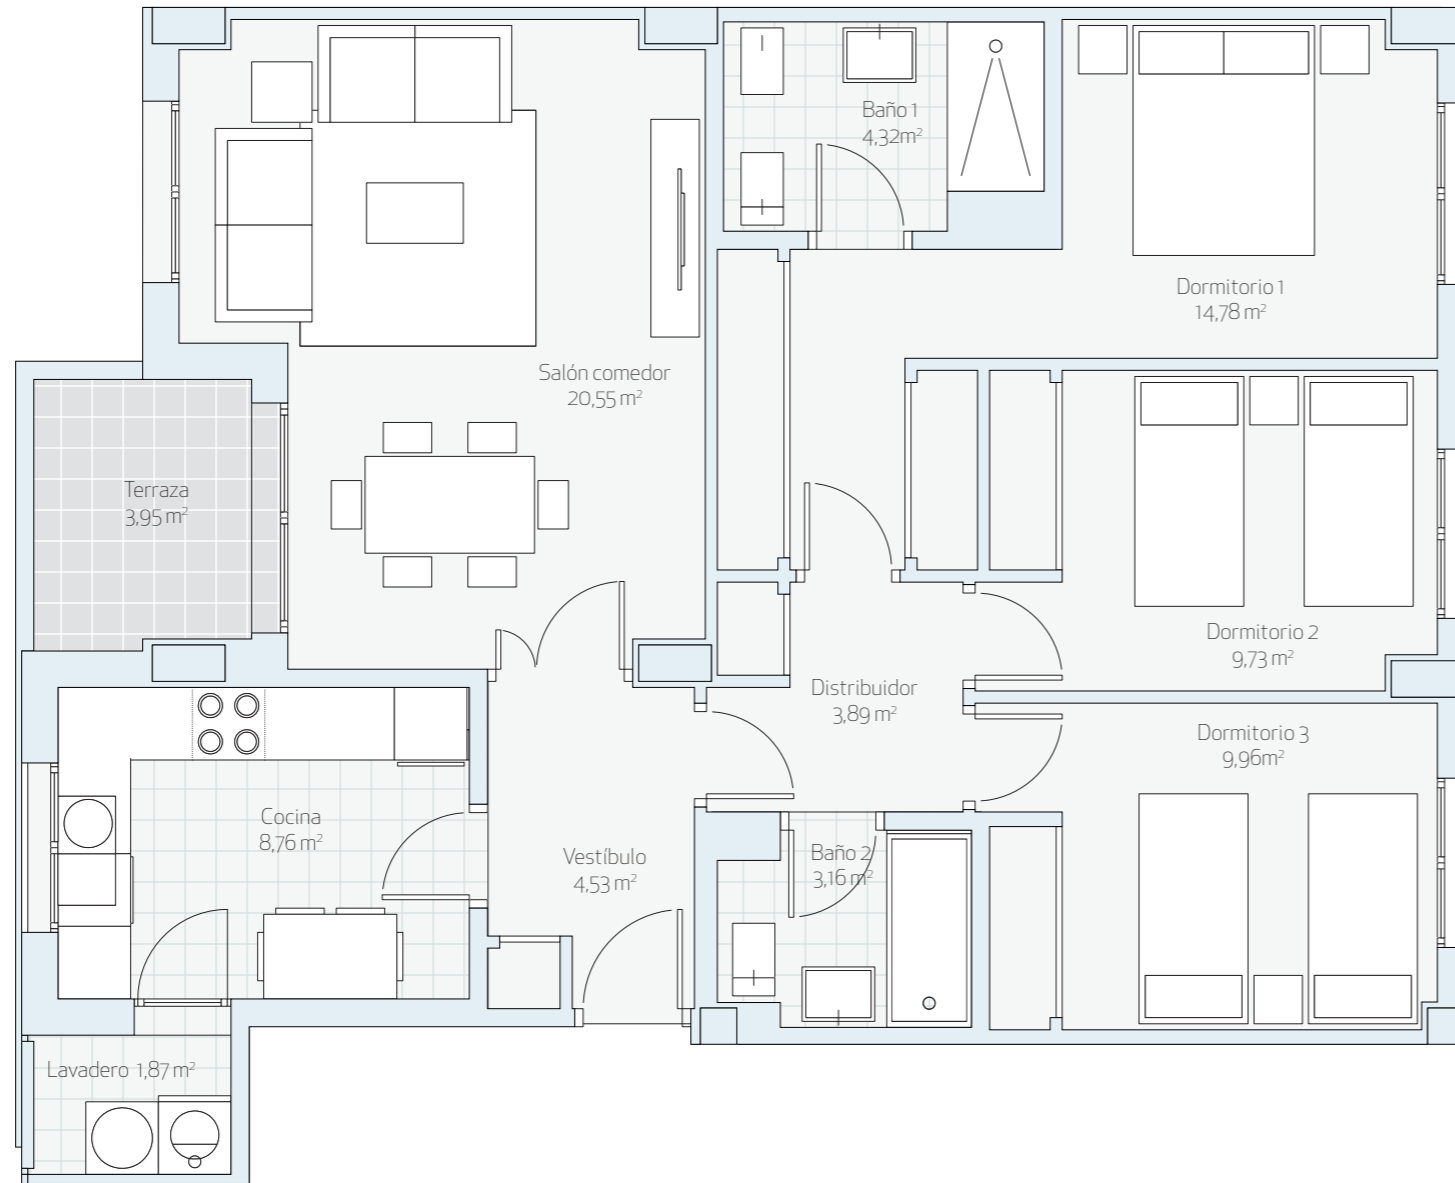 Baño 1
4,32m²
Dormitorio 1
14,78 m²
Salón comedor
20,55 m²
Terraza
3,95 m²
Dormitorio 2
9,73 m²
Distribuidor
3,89 m²
Dormitorio 3
9,96m²
Cocina
8,76 m²
Vestíbulo
4,53 m²
Baño 2
3,16 m²
Lavadero 1,87 m²